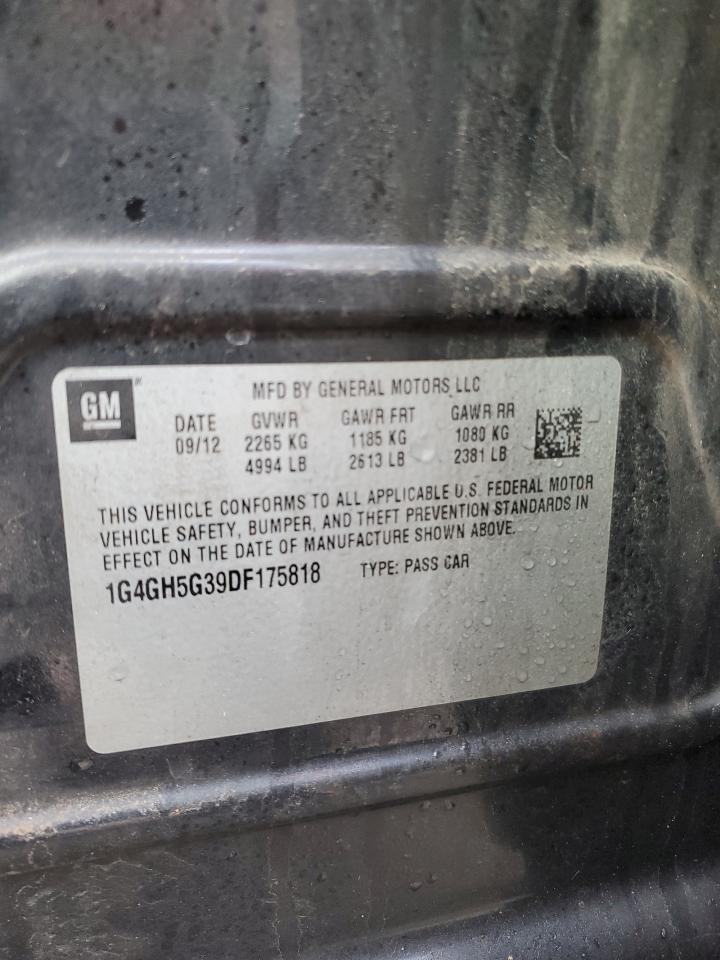 GM
MFD BY GENERAL MOTORS LLC
DATE GVWR GAWR FRT GAWR RR
09/12 2265 KG 1185 KG 1080 KG
4994 LB 2613 LB 2381 LB
THIS VEHICLE CONFORMS TO ALL APPLICABLE U.S. FEDERAL MOTOR
VEHICLE SAFETY, BUMPER, AND THEFT PREVENTION STANDARDS IN
EFFECT ON THE DATE OF MANUFACTURE SHOWN ABOVE.
1G4GH5G39DF175818 TYPE: PASS CAR